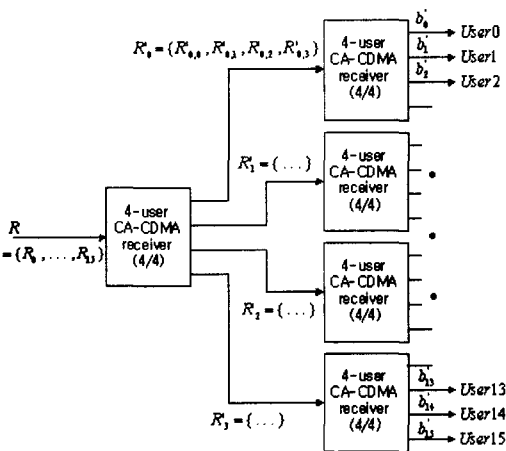 R'₀ = {R'₀,₀ , R'₀,₁ , R'₀,₂ , R'₀,₃}
4-user
CA-CDMA
receiver
(4/4)
b'₀
User0
b'₁
User1
b'₂
User2
R'₁ = {...}
4-user
CA-CDMA
receiver
(4/4)
R
= {R₀ , ... , R₁₅}
4-user
CA-CDMA
receiver
(4/4)
R'₂ = {...}
4-user
CA-CDMA
receiver
(4/4)
R'₃ = {...}
4-user
CA-CDMA
receiver
(4/4)
b'₁₃
User13
b'₁₄
User14
b'₁₅
User15